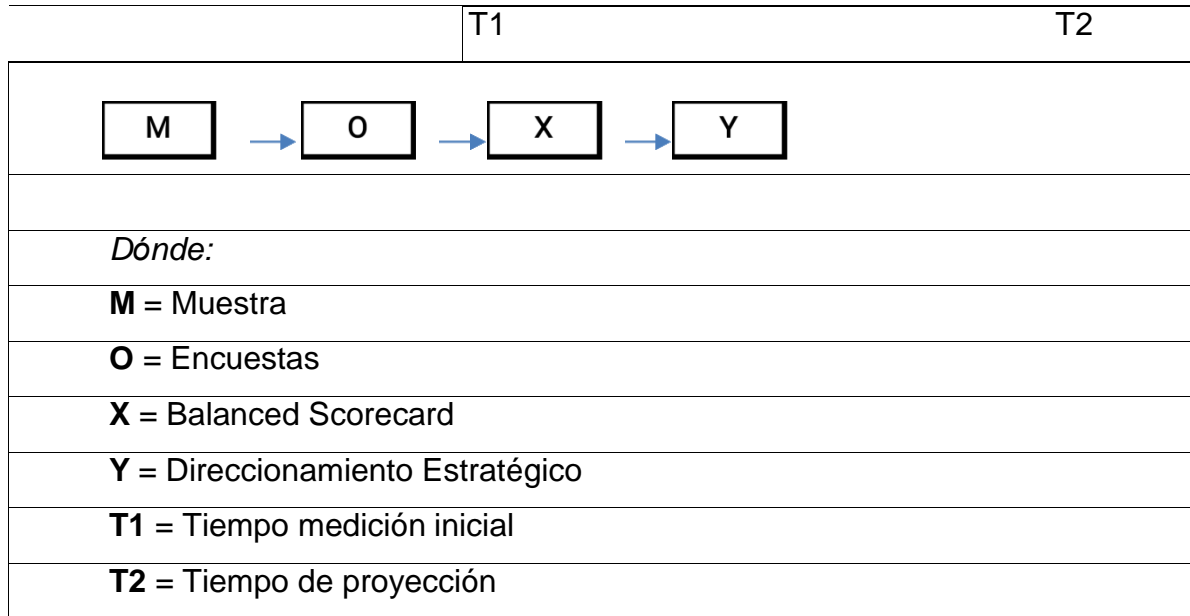 T1 T2
M O X Y
Dónde:
M = Muestra
O = Encuestas
X = Balanced Scorecard
Y = Direccionamiento Estratégico
T1 = Tiempo medición inicial
T2 = Tiempo de proyección